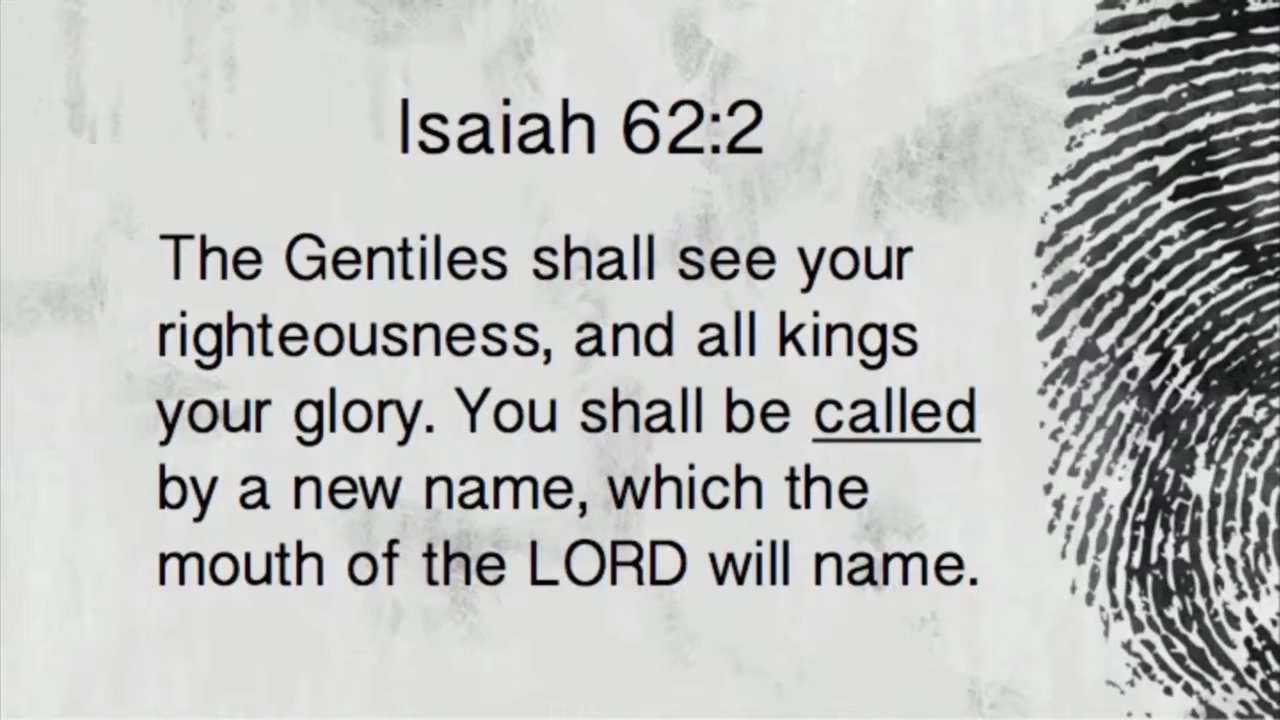 Isaiah 62:2
The Gentiles shall see your
righteousness, and all kings
your glory. You shall be called
by a new name, which the
mouth of the LORD will name.